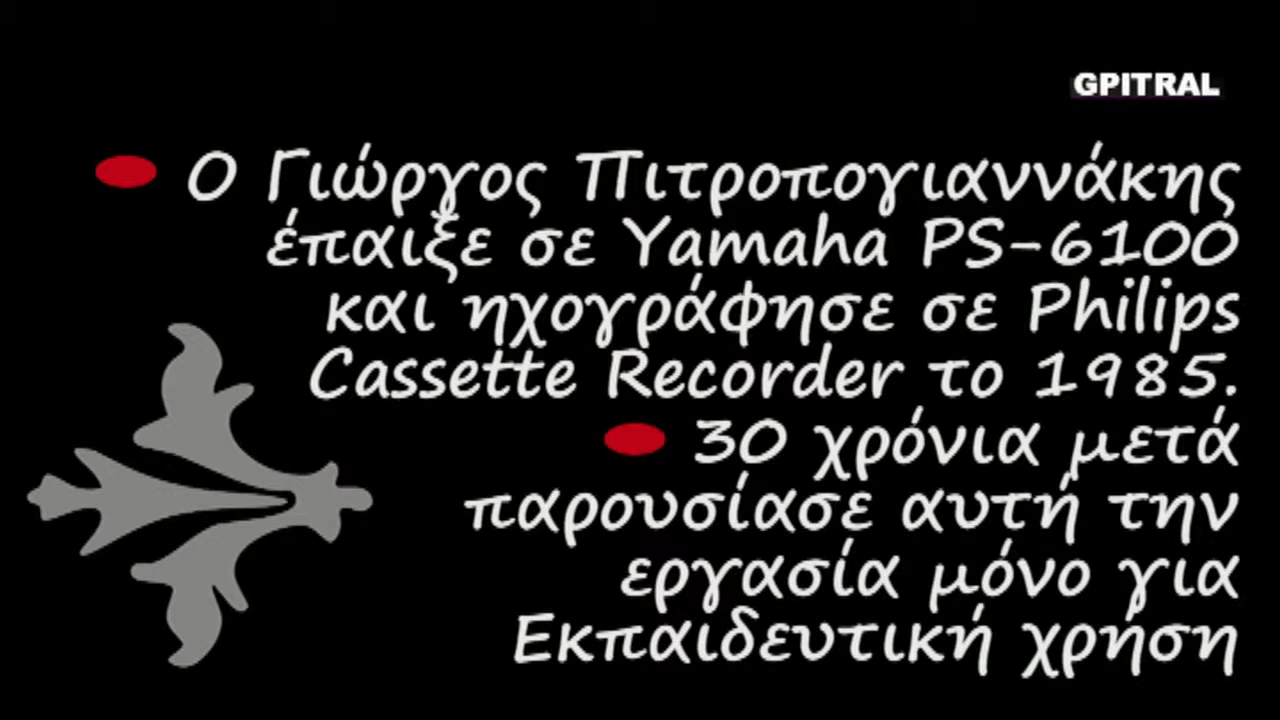 GPITRAL
Ο Γιώργος Πιτροπογιαννάκης
έπαιξε σε Yamaha PS-6100
και ηχογράφησε σε Philips
Cassette Recorder το 1985.
30 χρόνια μετά
παρουσίασε αυτή την
εργασία μόνο για
Εκπαιδευτική χρήση